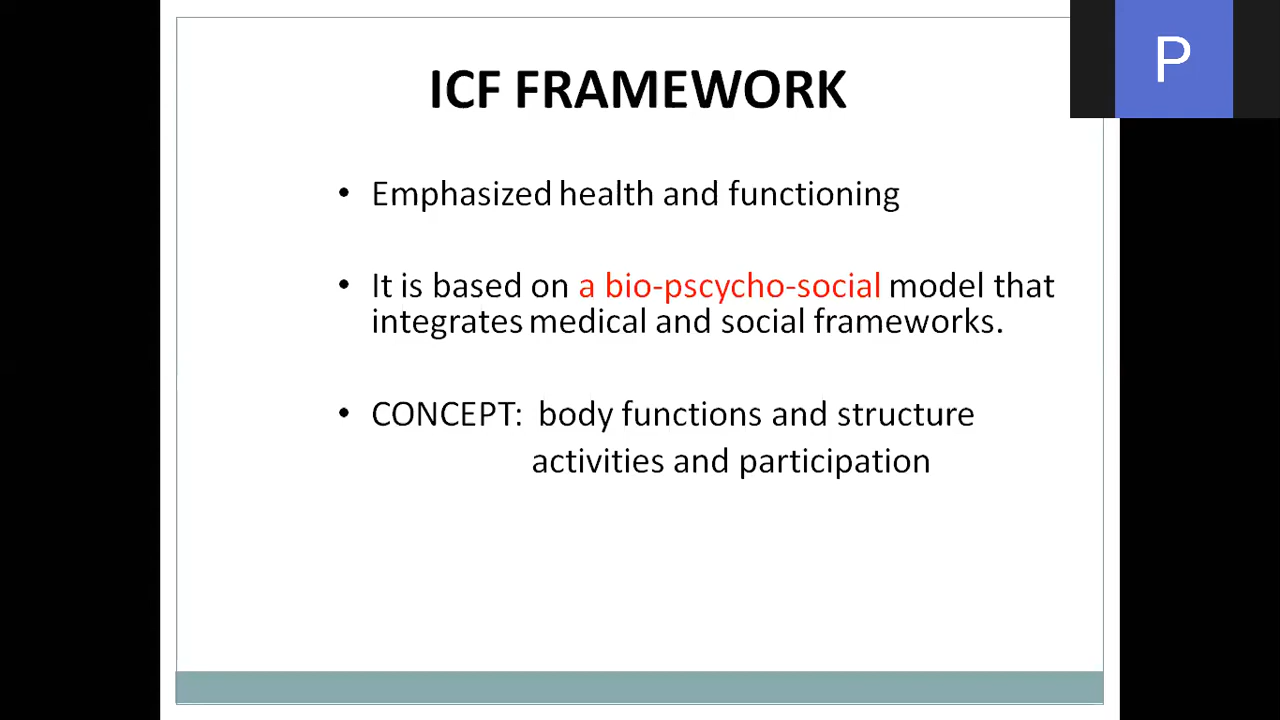 ICF FRAMEWORK
P
• Emphasized health and functioning
• It is based on a bio-pscycho-social model that
integrates medical and social frameworks.
• CONCEPT: body functions and structure
activities and participation